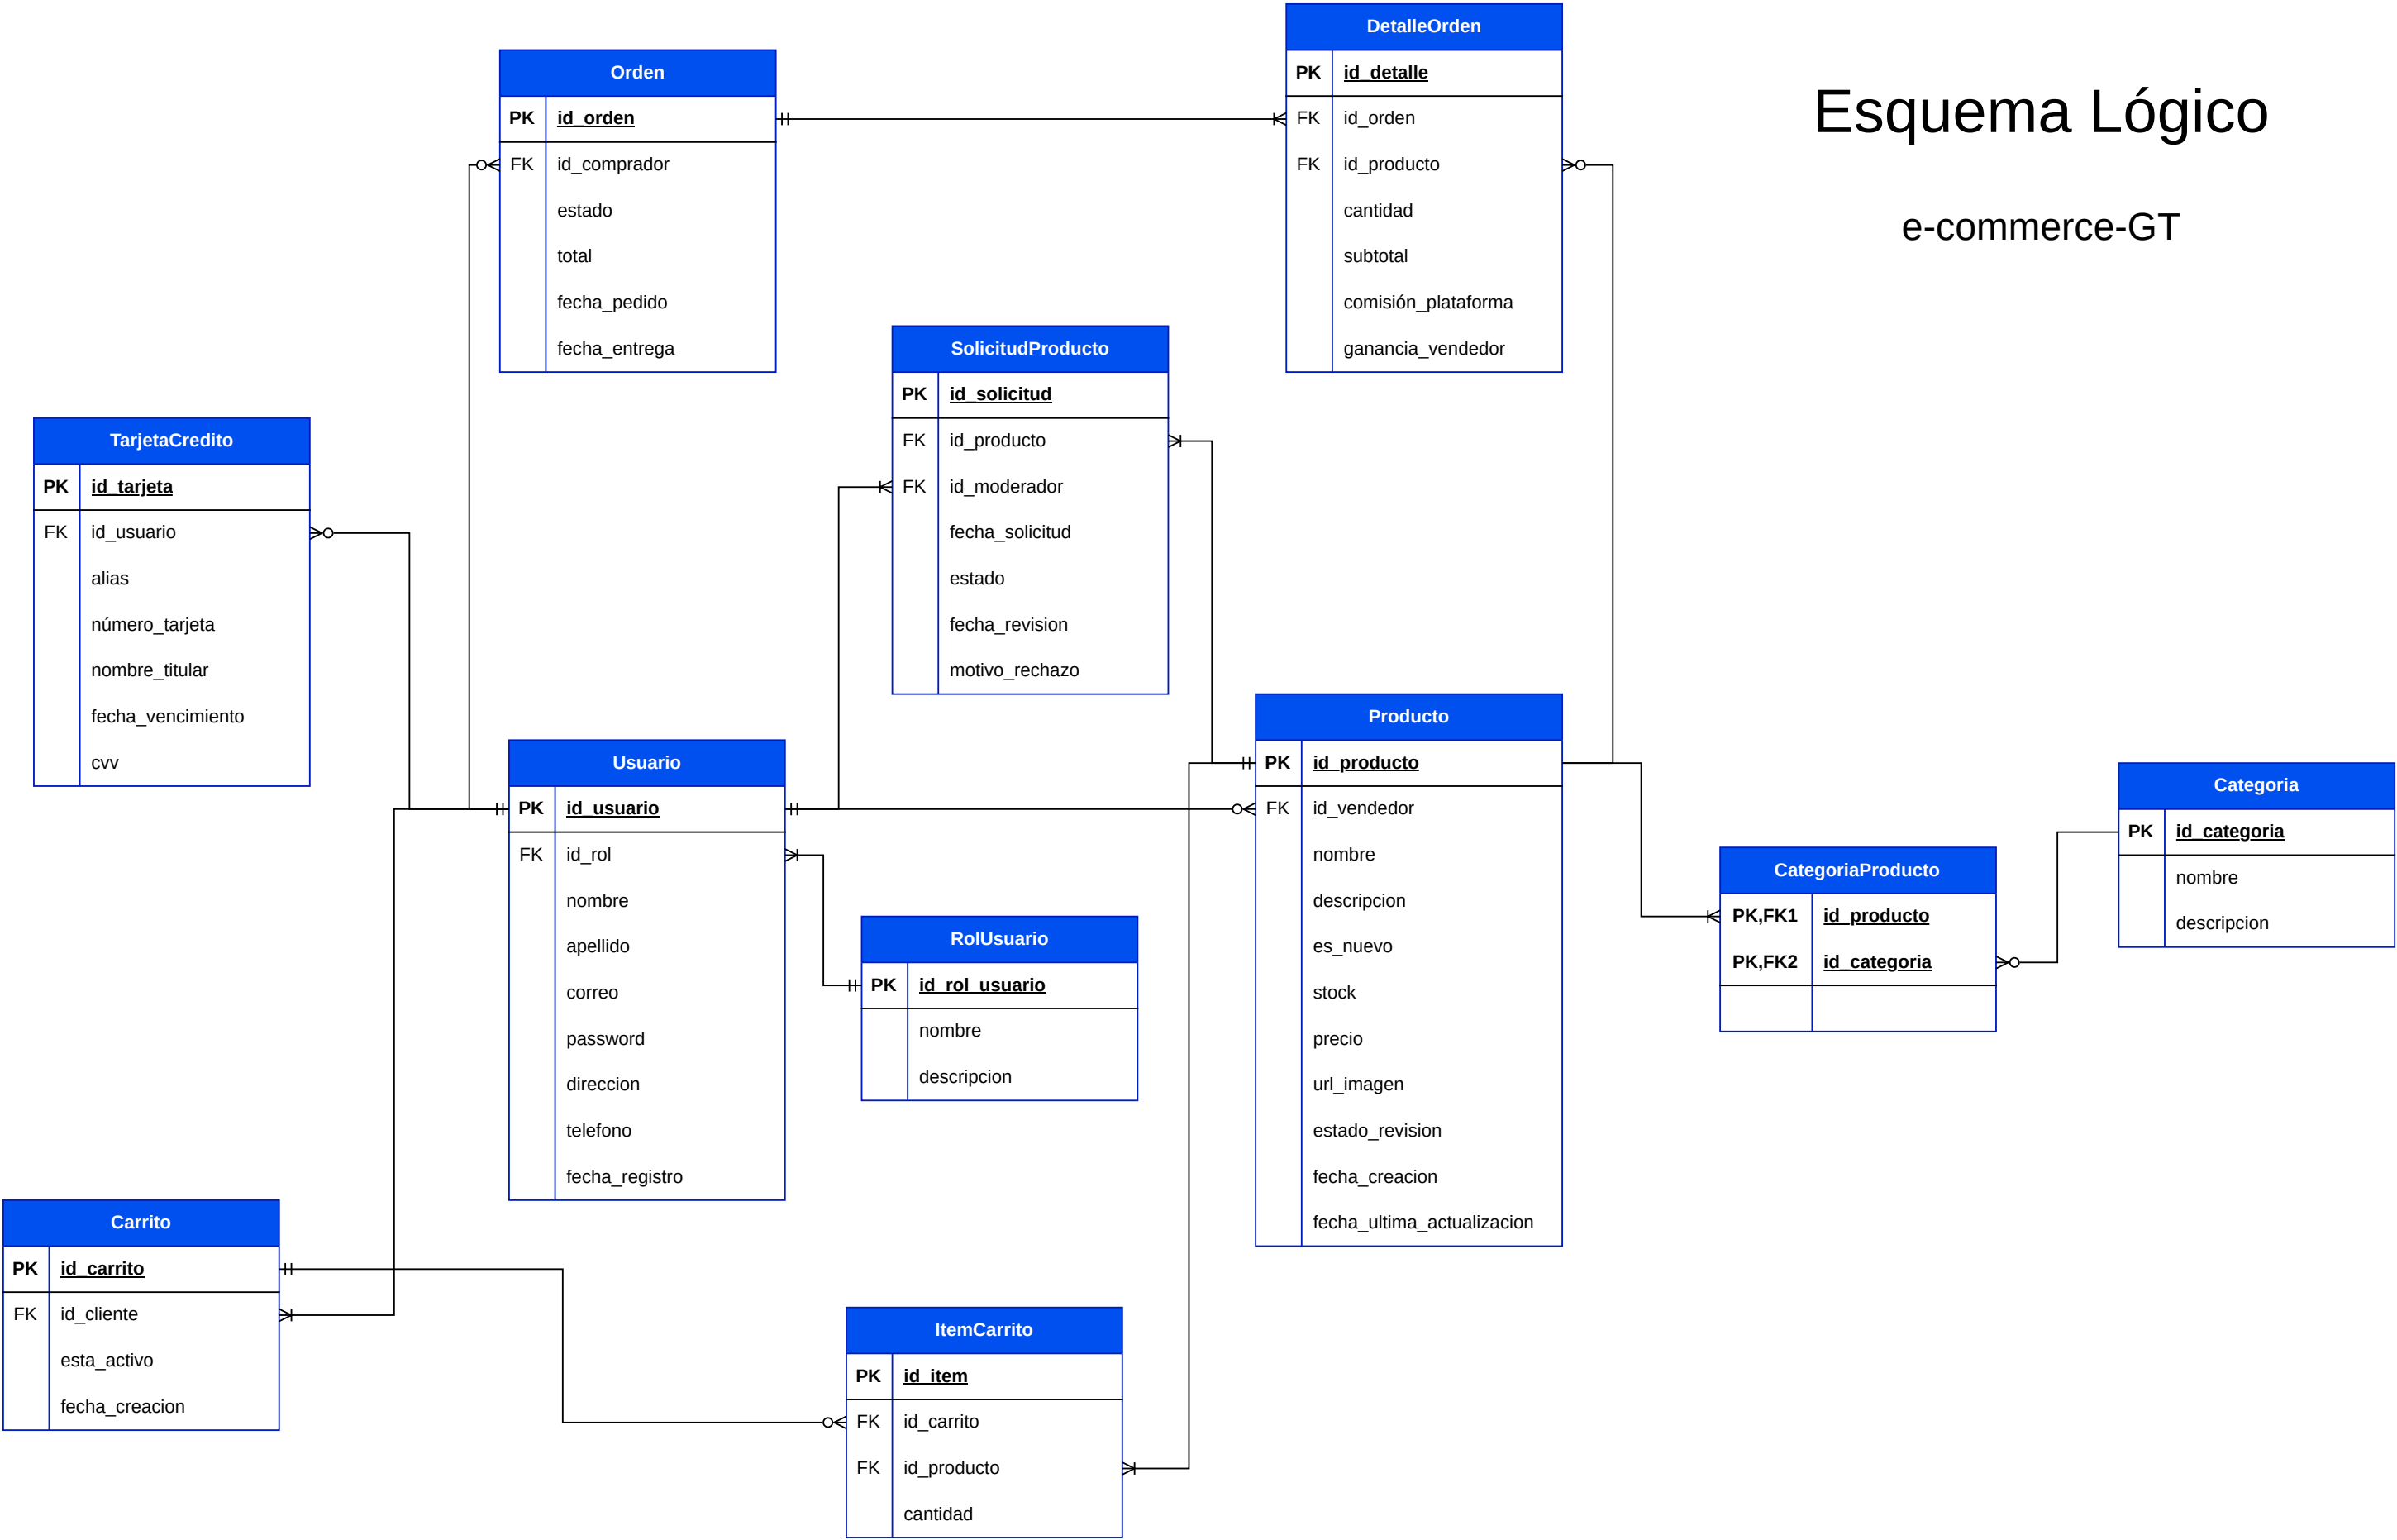 Esquema Lógico
e-commerce-GT
DetalleOrden
PK id_detalle
FK id_orden
FK id_producto
cantidad
subtotal
comisión_plataforma
ganancia_vendedor
Orden
PK id_orden
FK id_comprador
estado
total
fecha_pedido
fecha_entrega
SolicitudProducto
PK id_solicitud
FK id_producto
FK id_moderador
fecha_solicitud
estado
fecha_revision
motivo_rechazo
TarjetaCredito
PK id_tarjeta
FK id_usuario
alias
número_tarjeta
nombre_titular
fecha_vencimiento
cvv
Usuario
PK id_usuario
FK id_rol
nombre
apellido
correo
password
direccion
telefono
fecha_registro
RolUsuario
PK id_rol_usuario
nombre
descripcion
Producto
PK id_producto
FK id_vendedor
nombre
descripcion
es_nuevo
stock
precio
url_imagen
estado_revision
fecha_creacion
fecha_ultima_actualizacion
CategoriaProducto
PK,FK1 id_producto
PK,FK2 id_categoria
Categoria
PK id_categoria
nombre
descripcion
Carrito
PK id_carrito
FK id_cliente
esta_activo
fecha_creacion
ItemCarrito
PK id_item
FK id_carrito
FK id_producto
cantidad